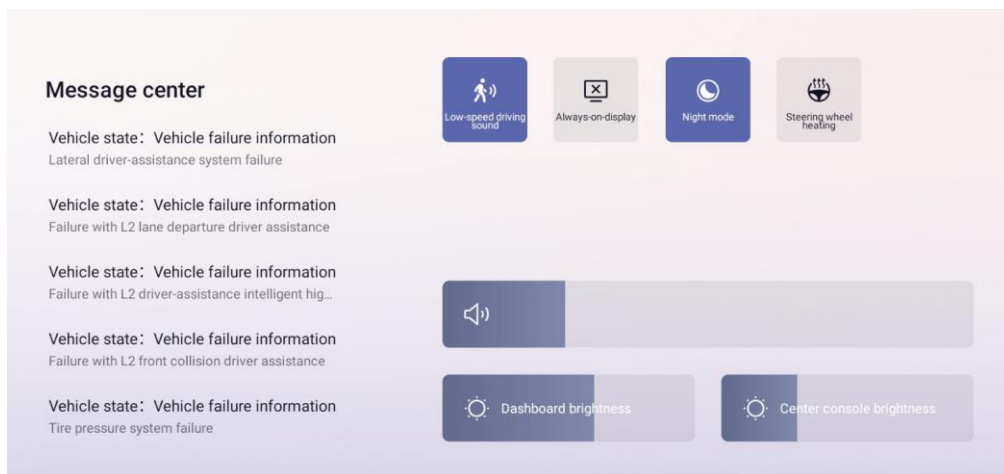 Message center
Vehicle state：Vehicle failure information
Lateral driver-assistance system failure
Vehicle state：Vehicle failure information
Failure with L2 lane departure driver assistance
Vehicle state：Vehicle failure information
Failure with L2 driver-assistance intelligent hig...
Vehicle state：Vehicle failure information
Failure with L2 front collision driver assistance
Vehicle state：Vehicle failure information
Tire pressure system failure
Low-speed driving
sound
Always-on-display
Night mode
Steering wheel
heating
Dashboard brightness
Center console brightness